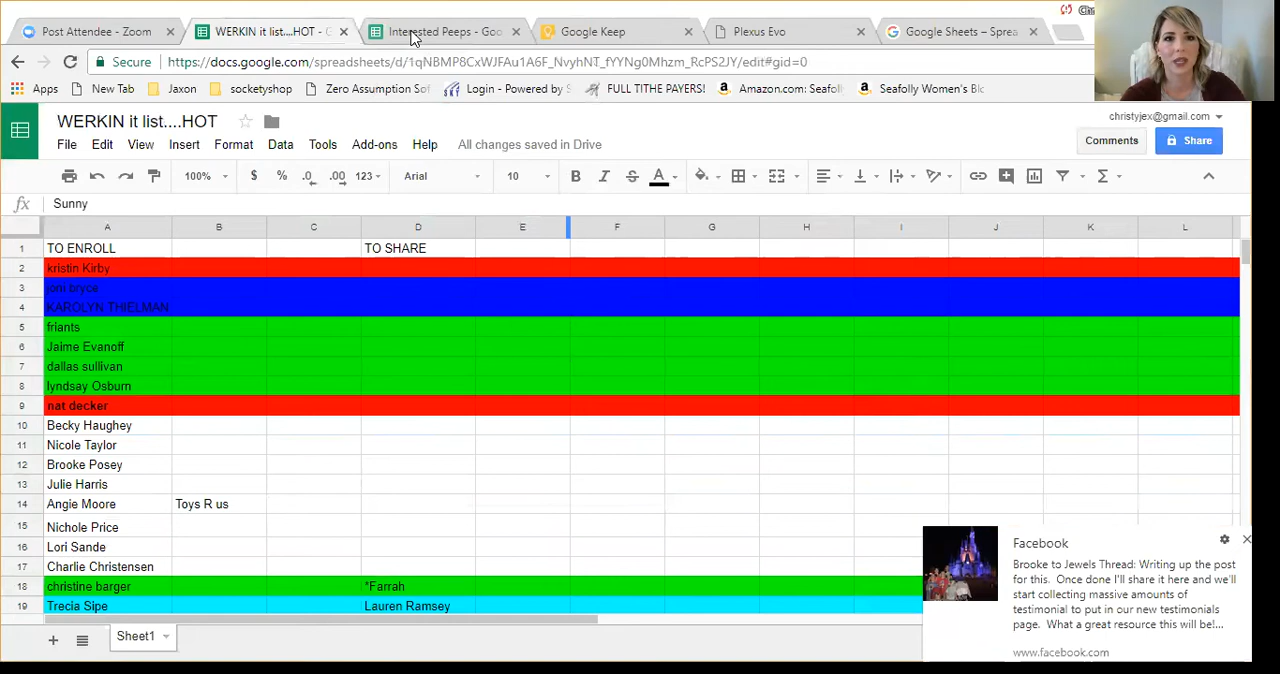 Post Attendee - Zoom
WERKIN it list....HOT - G
Interested Peeps - Goo
Google Keep
Plexus Evo
Google Sheets – Sprea
Secure
https://docs.google.com/spreadsheets/d/1qNBMP8CxWJFAu1A6F_NvyhNT_fYYNg0Mhzm_RcPS2JY/edit#gid=0
Apps
New Tab
Jaxon
socketyshop
Zero Assumption Sof
Login - Powered by S
FULL TITHE PAYERS!
Amazon.com: Seafoll
Seafolly Women's Blo
WERKIN it list....HOT
christyjex@gmail.com
File Edit View Insert Format Data Tools Add-ons Help All changes saved in Drive
Comments
Share
100% $ % .0 .00 123 Arial 10 B I S A
fx Sunny
A B C D E F G H I J K L
1 TO ENROLL TO SHARE
2 kristin Kirby
3 joni bryce
4 KAROLYN THIELMAN
5 friants
6 Jaime Evanoff
7 dallas sullivan
8 lyndsay Osburn
9 nat decker
10 Becky Haughey
11 Nicole Taylor
12 Brooke Posey
13 Julie Harris
14 Angie Moore Toys R us
15 Nichole Price
16 Lori Sande
17 Charlie Christensen
18 christine barger *Farrah
19 Trecia Sipe Lauren Ramsey
Sheet1
Facebook
Brooke to Jewels Thread: Writing up the post
for this. Once done I'll share it here and we'll
start collecting massive amounts of
testimonial to put in our new testimonials
page. What a great resource this will be!...
www.facebook.com